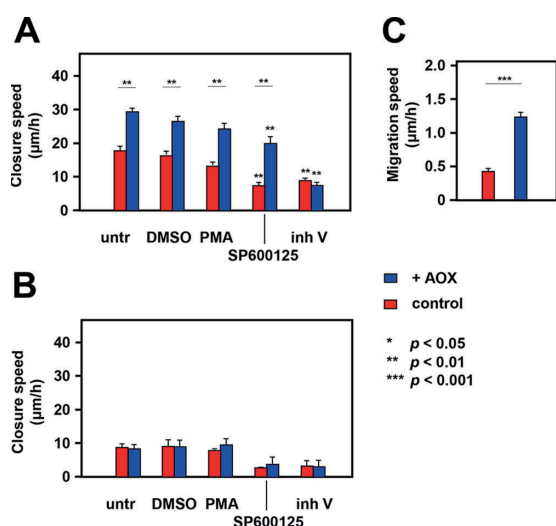 A
Closure speed
(µm/h)
40
30
20
10
0
**
**
**
**
**
**
** **
untr
DMSO
PMA
SP600125
inh V
C
Migration speed
(µm/h)
2.0
1.5
1.0
0.5
0
***
+ AOX
control
* p < 0.05
** p < 0.01
*** p < 0.001
B
Closure speed
(µm/h)
40
30
20
10
0
untr
DMSO
PMA
SP600125
inh V